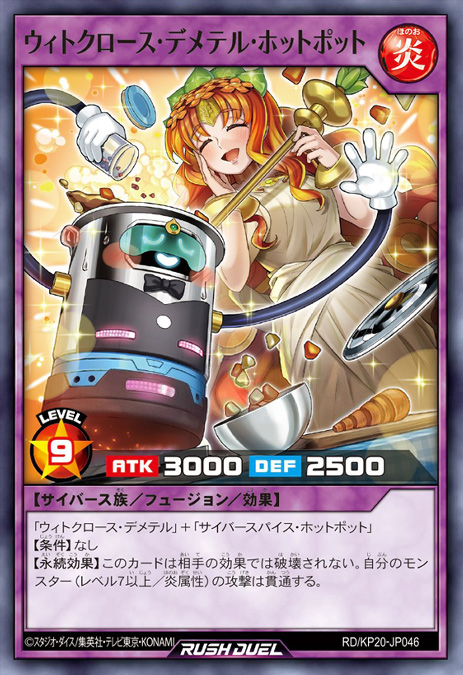 ウィトクロース・デメテル・ホットポット
ほのお
炎
LEVEL
9
ATK 3000 DEF 2500
【サイバース族／フュージョン／効果】
「ウィトクロース・デメテル」＋「サイバースパイス・ホットポット」
【条件】なし
【永続効果】このカードは相手の効果では破壊されない。自分のモン
スター（レベル7以上／炎属性）の攻撃は貫通する。
©スタジオ・ダイス/集英社・テレビ東京・KONAMI
RUSH DUEL
RD/KP20-JP046